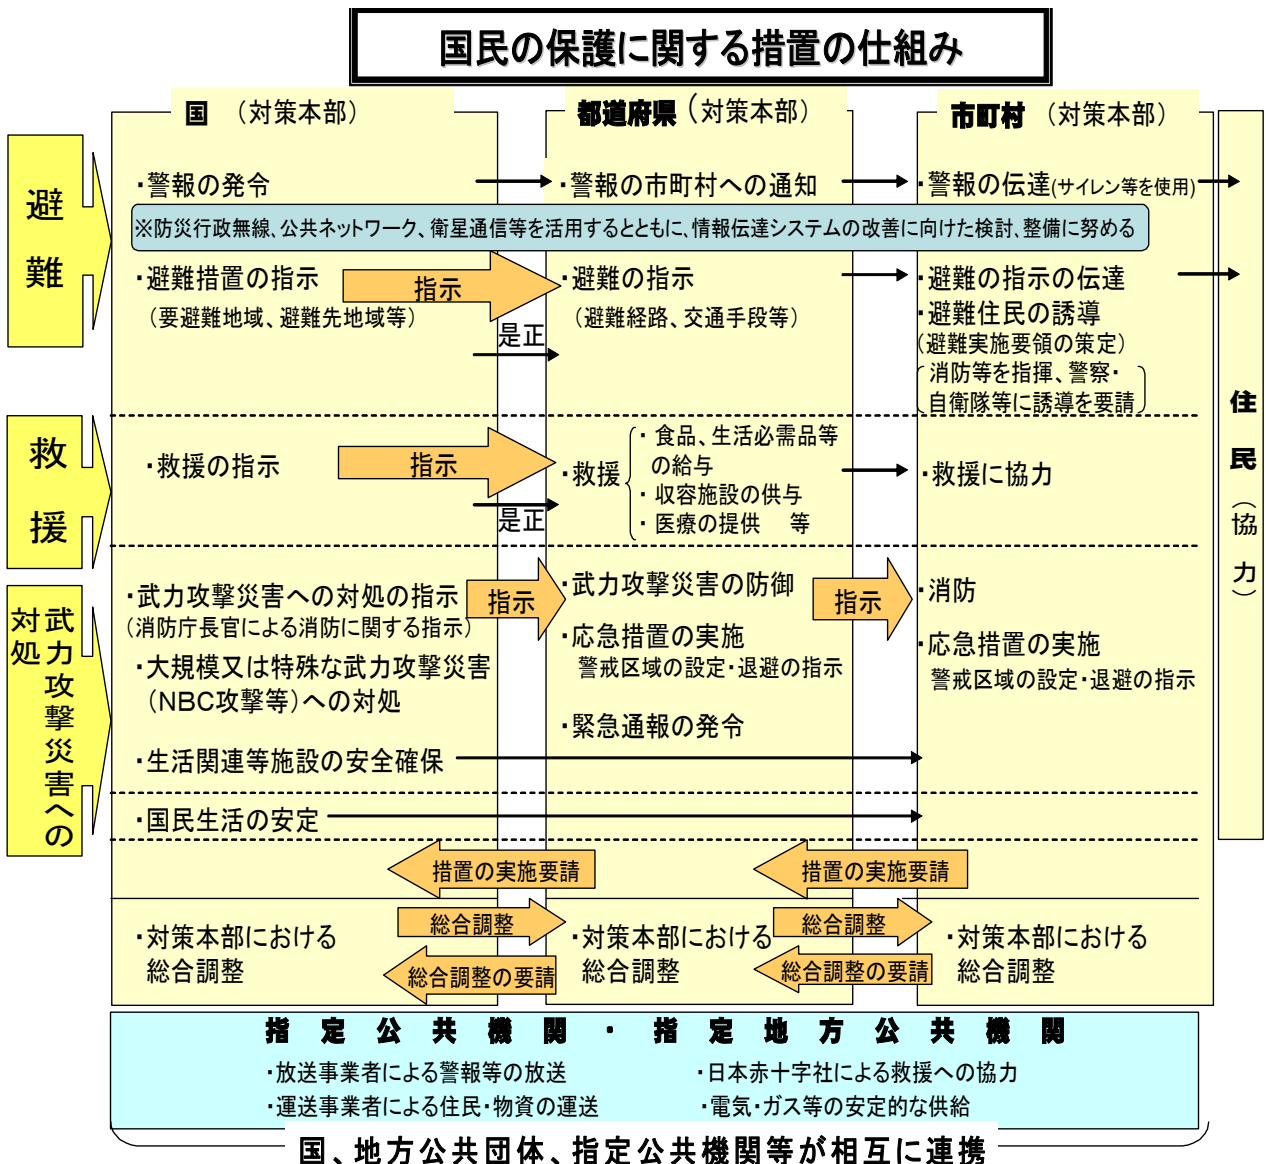 国民の保護に関する措置の仕組み
国 (対策本部)
都道府県(対策本部)
市町村 (対策本部)
避難
・警報の発令
・警報の市町村への通知
・警報の伝達(サイレン等を使用)
※防災行政無線、公共ネットワーク、衛星通信等を活用するとともに、情報伝達システムの改善に向けた検討、整備に努める
・避難措置の指示
(要避難地域、避難先地域等)
指示
是正
・避難の指示
(避難経路、交通手段等)
・避難の指示の伝達
・避難住民の誘導
(避難実施要領の策定)
消防等を指揮、警察・
自衛隊等に誘導を要請
住民(協力)
救援
・救援の指示
指示
是正
・救援
・食品、生活必需品等
の給与
・収容施設の供与
・医療の提供 等
・救援に協力
武力攻撃災害への
対処
・武力攻撃災害への対処の指示
(消防庁長官による消防に関する指示)
・大規模又は特殊な武力攻撃災害
(NBC攻撃等)への対処
・生活関連等施設の安全確保
指示
・武力攻撃災害の防御
・応急措置の実施
警戒区域の設定・退避の指示
・緊急通報の発令
指示
・消防
・応急措置の実施
警戒区域の設定・退避の指示
・国民生活の安定
措置の実施要請
措置の実施要請
・対策本部における
総合調整
総合調整
総合調整の要請
・対策本部における
総合調整
総合調整
総合調整の要請
・対策本部における
総合調整
指定公共機関・指定地方公共機関
・放送事業者による警報等の放送
・日本赤十字社による救援への協力
・運送事業者による住民・物資の運送
・電気・ガス等の安定的な供給
国、地方公共団体、指定公共機関等が相互に連携